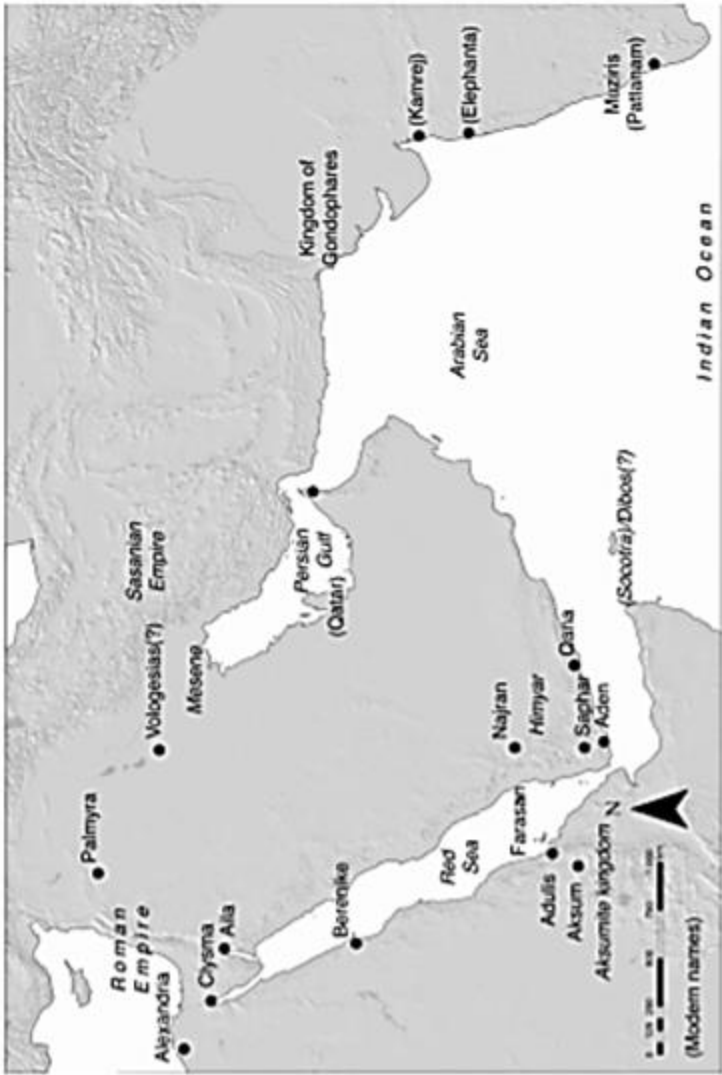 Alexandria
Roman
Empire
Palmyra
Clysma
Aila
Vologesias(?)
Sasanian
Empire
Mesene
Persian
Gulf
(Qatar)
Kingdom of
Gondophares
(Kamrej)
(Elephanta)
Muziris
(Pattanam)
Berenike
Red
Sea
Farasan
Adulis
Aksum
Aksumite kingdom
Najran
Himyar
Saphar
Aden
Qana
(Socotra)/Dibos(?)
Arabian
Sea
Indian Ocean
N
(Modern names)